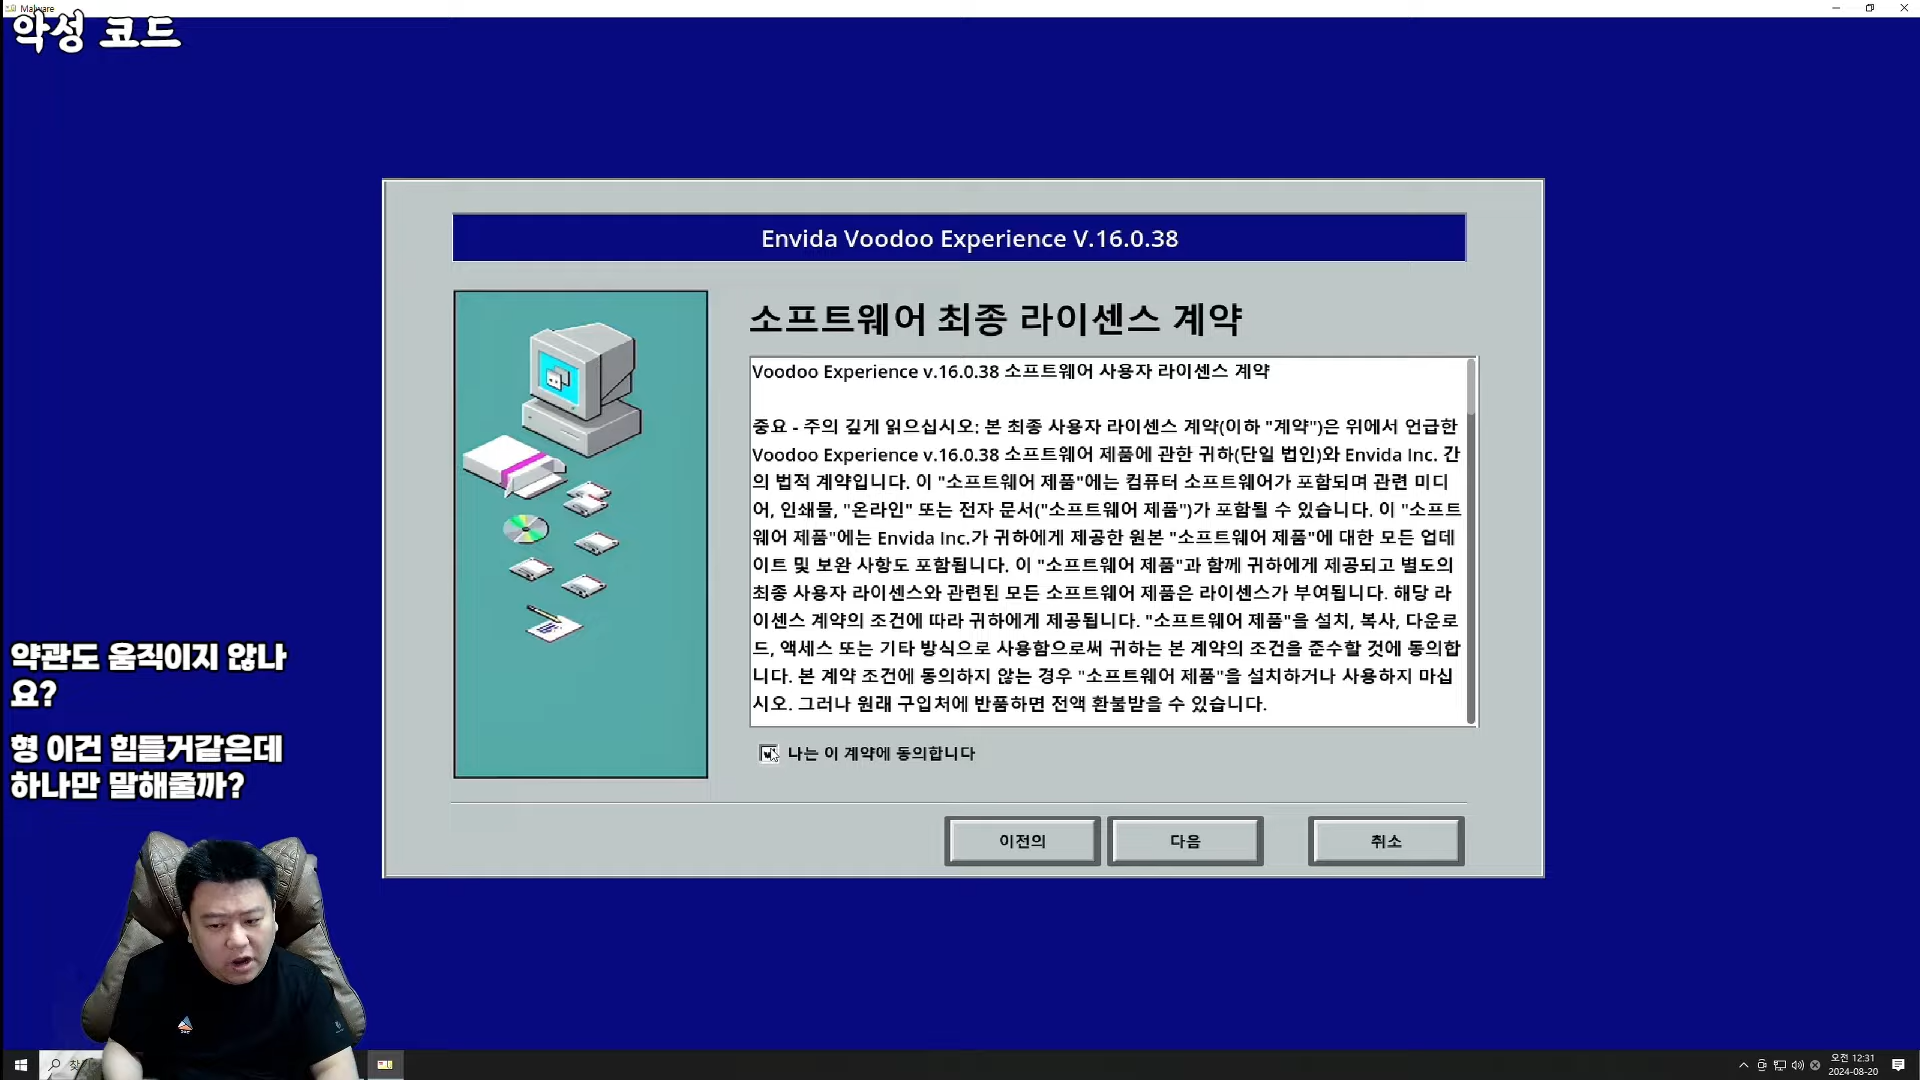 Malware
악성 코드
Envida Voodoo Experience V.16.0.38
소프트웨어 최종 라이센스 계약
Voodoo Experience v.16.0.38 소프트웨어 사용자 라이센스 계약
중요 - 주의 깊게 읽으십시오: 본 최종 사용자 라이센스 계약(이하 "계약")은 위에서 언급한
Voodoo Experience v.16.0.38 소프트웨어 제품에 관한 귀하(단일 법인)와 Envida Inc. 간
의 법적 계약입니다. 이 "소프트웨어 제품"에는 컴퓨터 소프트웨어가 포함되며 관련 미디
어, 인쇄물, "온라인" 또는 전자 문서("소프트웨어 제품")가 포함될 수 있습니다. 이 "소프트
웨어 제품"에는 Envida Inc.가 귀하에게 제공한 원본 "소프트웨어 제품"에 대한 모든 업데
이트 및 보완 사항도 포함됩니다. 이 "소프트웨어 제품"과 함께 귀하에게 제공되고 별도의
최종 사용자 라이센스와 관련된 모든 소프트웨어 제품은 라이센스가 부여됩니다. 해당 라
이센스 계약의 조건에 따라 귀하에게 제공됩니다. "소프트웨어 제품"을 설치, 복사, 다운로
드, 액세스 또는 기타 방식으로 사용함으로써 귀하는 본 계약의 조건을 준수할 것에 동의합
니다. 본 계약 조건에 동의하지 않는 경우 "소프트웨어 제품"을 설치하거나 사용하지 마십
시오. 그러나 원래 구입처에 반품하면 전액 환불받을 수 있습니다.
나는 이 계약에 동의합니다
이전의
다음
취소
약관도 움직이지 않나
요?
형 이건 힘들거같은데
하나만 말해줄까?
오전 12:31
2024-08-20